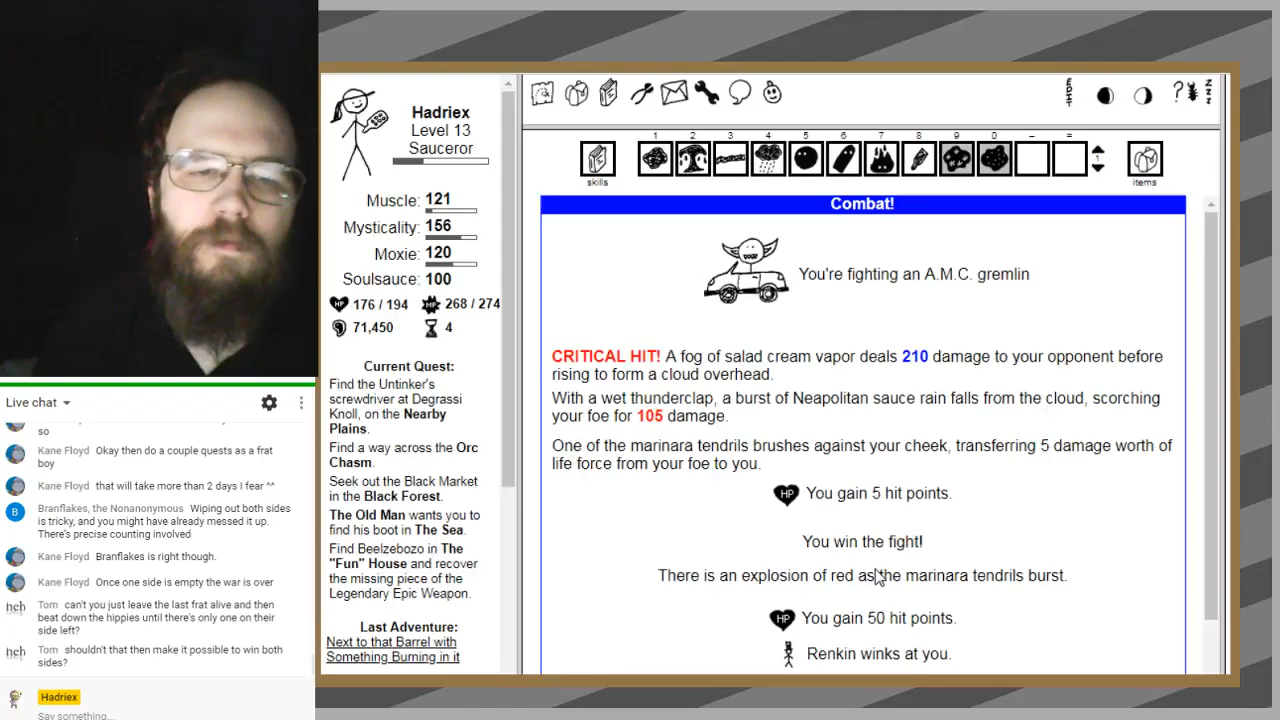 Hadriex
Level 13
Sauceror
Muscle: 121
Mysticality: 156
Moxie: 120
Soulsauce: 100
HP 176 / 194 MP 268 / 274
71,450 4
Current Quest:
Find the Untinker's
screwdriver at Degrassi
Knoll, on the Nearby
Plains.
Find a way across the Orc
Chasm.
Seek out the Black Market
in the Black Forest.
The Old Man wants you to
find his boot in The Sea.
Find Beelzebozo in The
"Fun" House and recover
the missing piece of the
Legendary Epic Weapon.
Last Adventure:
Next to that Barrel with
Something Burning in it
EDIT
? zzz
1 2 3 4 5 6 7 8 9 0 – =
1
skills
items
Combat!
You're fighting an A.M.C. gremlin
CRITICAL HIT! A fog of salad cream vapor deals 210 damage to your opponent before
rising to form a cloud overhead.
With a wet thunderclap, a burst of Neapolitan sauce rain falls from the cloud, scorching
your foe for 105 damage.
One of the marinara tendrils brushes against your cheek, transferring 5 damage worth of
life force from your foe to you.
HP You gain 5 hit points.
You win the fight!
There is an explosion of red as the marinara tendrils burst.
HP You gain 50 hit points.
Renkin winks at you.
Live chat
so
Kane Floyd Okay then do a couple quests as a frat
boy
Kane Floyd that will take more than 2 days I fear ^^
B Branflakes, the Nonanonymous Wiping out both sides
is tricky, and you might have already messed it up.
There's precise counting involved
Kane Floyd Branflakes is right though.
Kane Floyd Once one side is empty the war is over
heh Tom can't you just leave the last frat alive and then
beat down the hippies until there's only one on their
side left?
heh Tom shouldn't that then make it possible to win both
sides?
Hadriex
Say something...